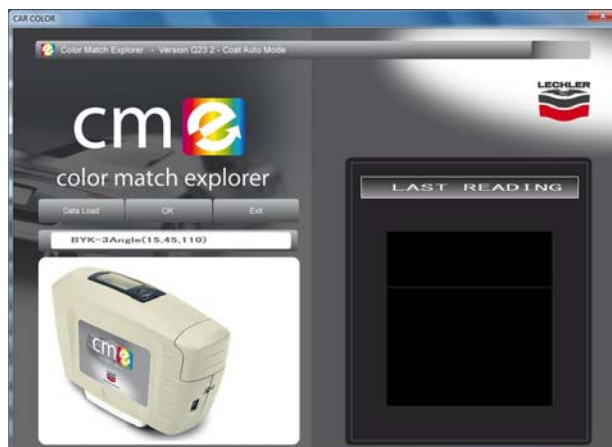 CAR COLOR
Color Match Explorer - Version Q23 2 - Coat Auto Mode
LECHLER
cm e
color match explorer
LAST READING
Data Load OK Exit
BYK-3Angle(15,45,110)
cme